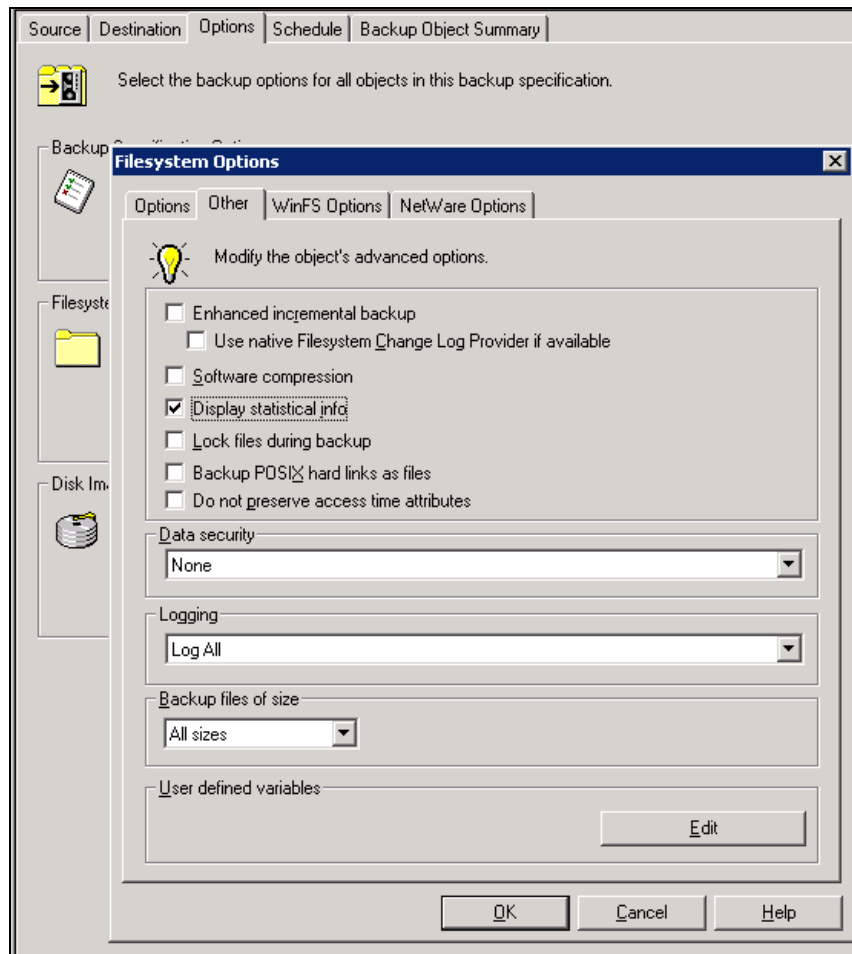 Source Destination Options Schedule Backup Object Summary
Select the backup options for all objects in this backup specification.
Backup
Filesystem Options
Options Other WinFS Options NetWare Options
Modify the object's advanced options.
Filesyste
Enhanced incremental backup
Use native Filesystem Change Log Provider if available
Software compression
Display statistical info
Lock files during backup
Backup POSIX hard links as files
Disk Im
Do not preserve access time attributes
Data security
None
Logging
Log All
Backup files of size
All sizes
User defined variables
Edit
OK Cancel Help